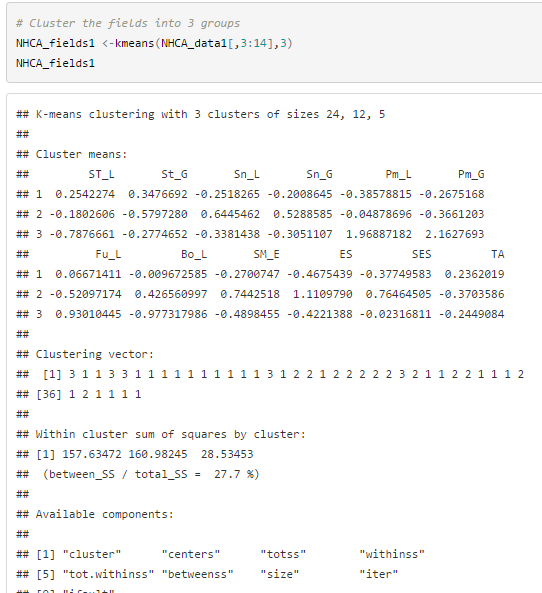 # Cluster the fields into 3 groups
NHCA_fields1 <-kmeans(NHCA_data1[,3:14],3)
NHCA_fields1
## K-means clustering with 3 clusters of sizes 24, 12, 5
##
## Cluster means:
## ST_L St_G Sn_L Sn_G Pm_L Pm_G
## 1 0.2542274 0.3476692 -0.2518265 -0.2008645 -0.38578815 -0.2675168
## 2 -0.1802606 -0.5797280 0.6445462 0.5288585 -0.04878696 -0.3661203
## 3 -0.7876661 -0.2774652 -0.3381438 -0.3051107 1.96887182 2.1627693
## Fu_L Bo_L SM_E ES SES TA
## 1 0.06671411 -0.009672585 -0.2700747 -0.4675439 -0.37749583 0.2362019
## 2 -0.52097174 0.426560997 0.7442518 1.1109790 0.76464505 -0.3703586
## 3 0.93010445 -0.977317986 -0.4898455 -0.4221388 -0.02316811 -0.2449084
##
## Clustering vector:
## [1] 3 1 1 3 3 1 1 1 1 1 1 1 1 1 1 3 1 2 2 1 2 2 2 2 2 3 2 1 1 2 2 1 1 1 2
## [36] 1 2 1 1 1 1
##
## Within cluster sum of squares by cluster:
## [1] 157.63472 160.98245 28.53453
## (between_SS / total_SS = 27.7 %)
##
## Available components:
##
## [1] "cluster" "centers" "totss" "withinss"
## [5] "tot.withinss" "betweenss" "size" "iter"
## [9] "ifault"